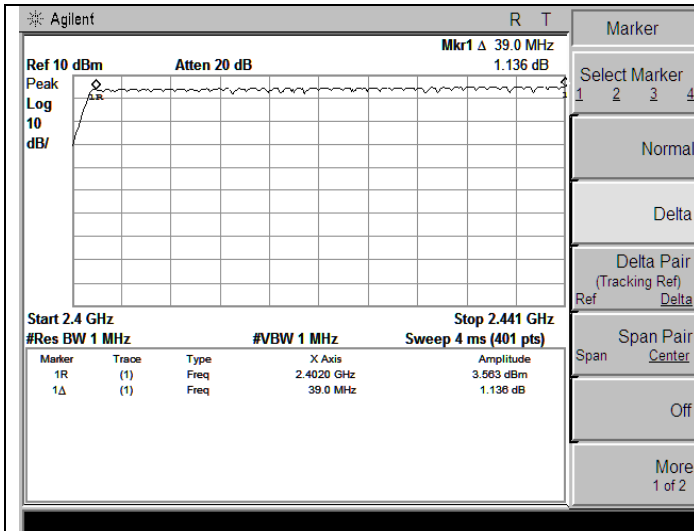 Agilent
R T
Mkr1 Δ 39.0 MHz
Ref 10 dBm Atten 20 dB 1.136 dB
Peak
Log
10
dB/
1R
1
Start 2.4 GHz Stop 2.441 GHz
#Res BW 1 MHz #VBW 1 MHz Sweep 4 ms (401 pts)
Marker Trace Type X Axis Amplitude
1R (1) Freq 2.4020 GHz 3.563 dBm
1Δ (1) Freq 39.0 MHz 1.136 dB
Marker
Select Marker
1 2 3 4
Normal
Delta
Delta Pair
(Tracking Ref)
Ref Delta
Span Pair
Span Center
Off
More
1 of 2